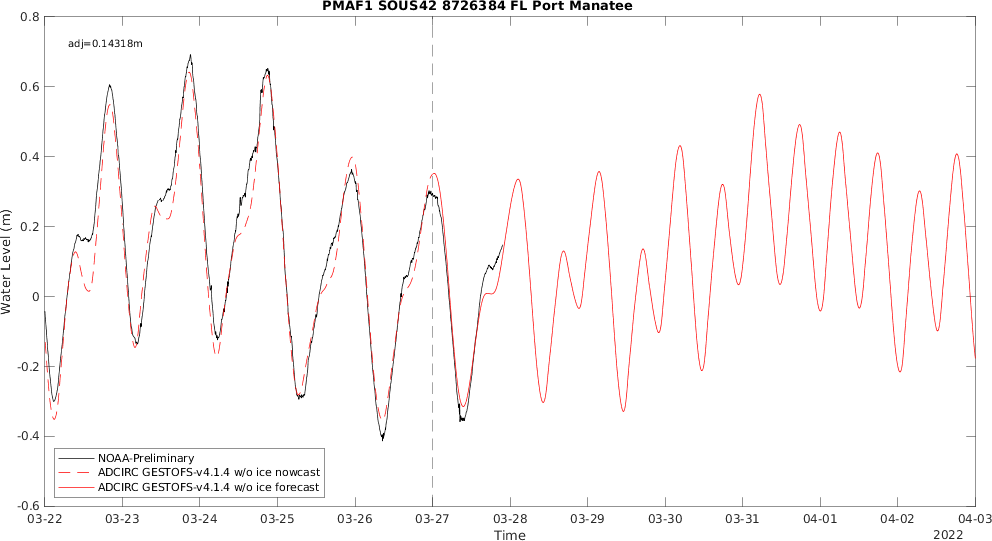 PMAF1 SOUS42 8726384 FL Port Manatee
adj=0.14318m
0.8
0.6
0.4
0.2
0
-0.2
-0.4
-0.6
Water Level (m)
NOAA-Preliminary
ADCIRC GESTOFS-v4.1.4 w/o ice nowcast
ADCIRC GESTOFS-v4.1.4 w/o ice forecast
03-22 03-23 03-24 03-25 03-26 03-27 03-28 03-29 03-30 03-31 04-01 04-02 04-03
Time
2022